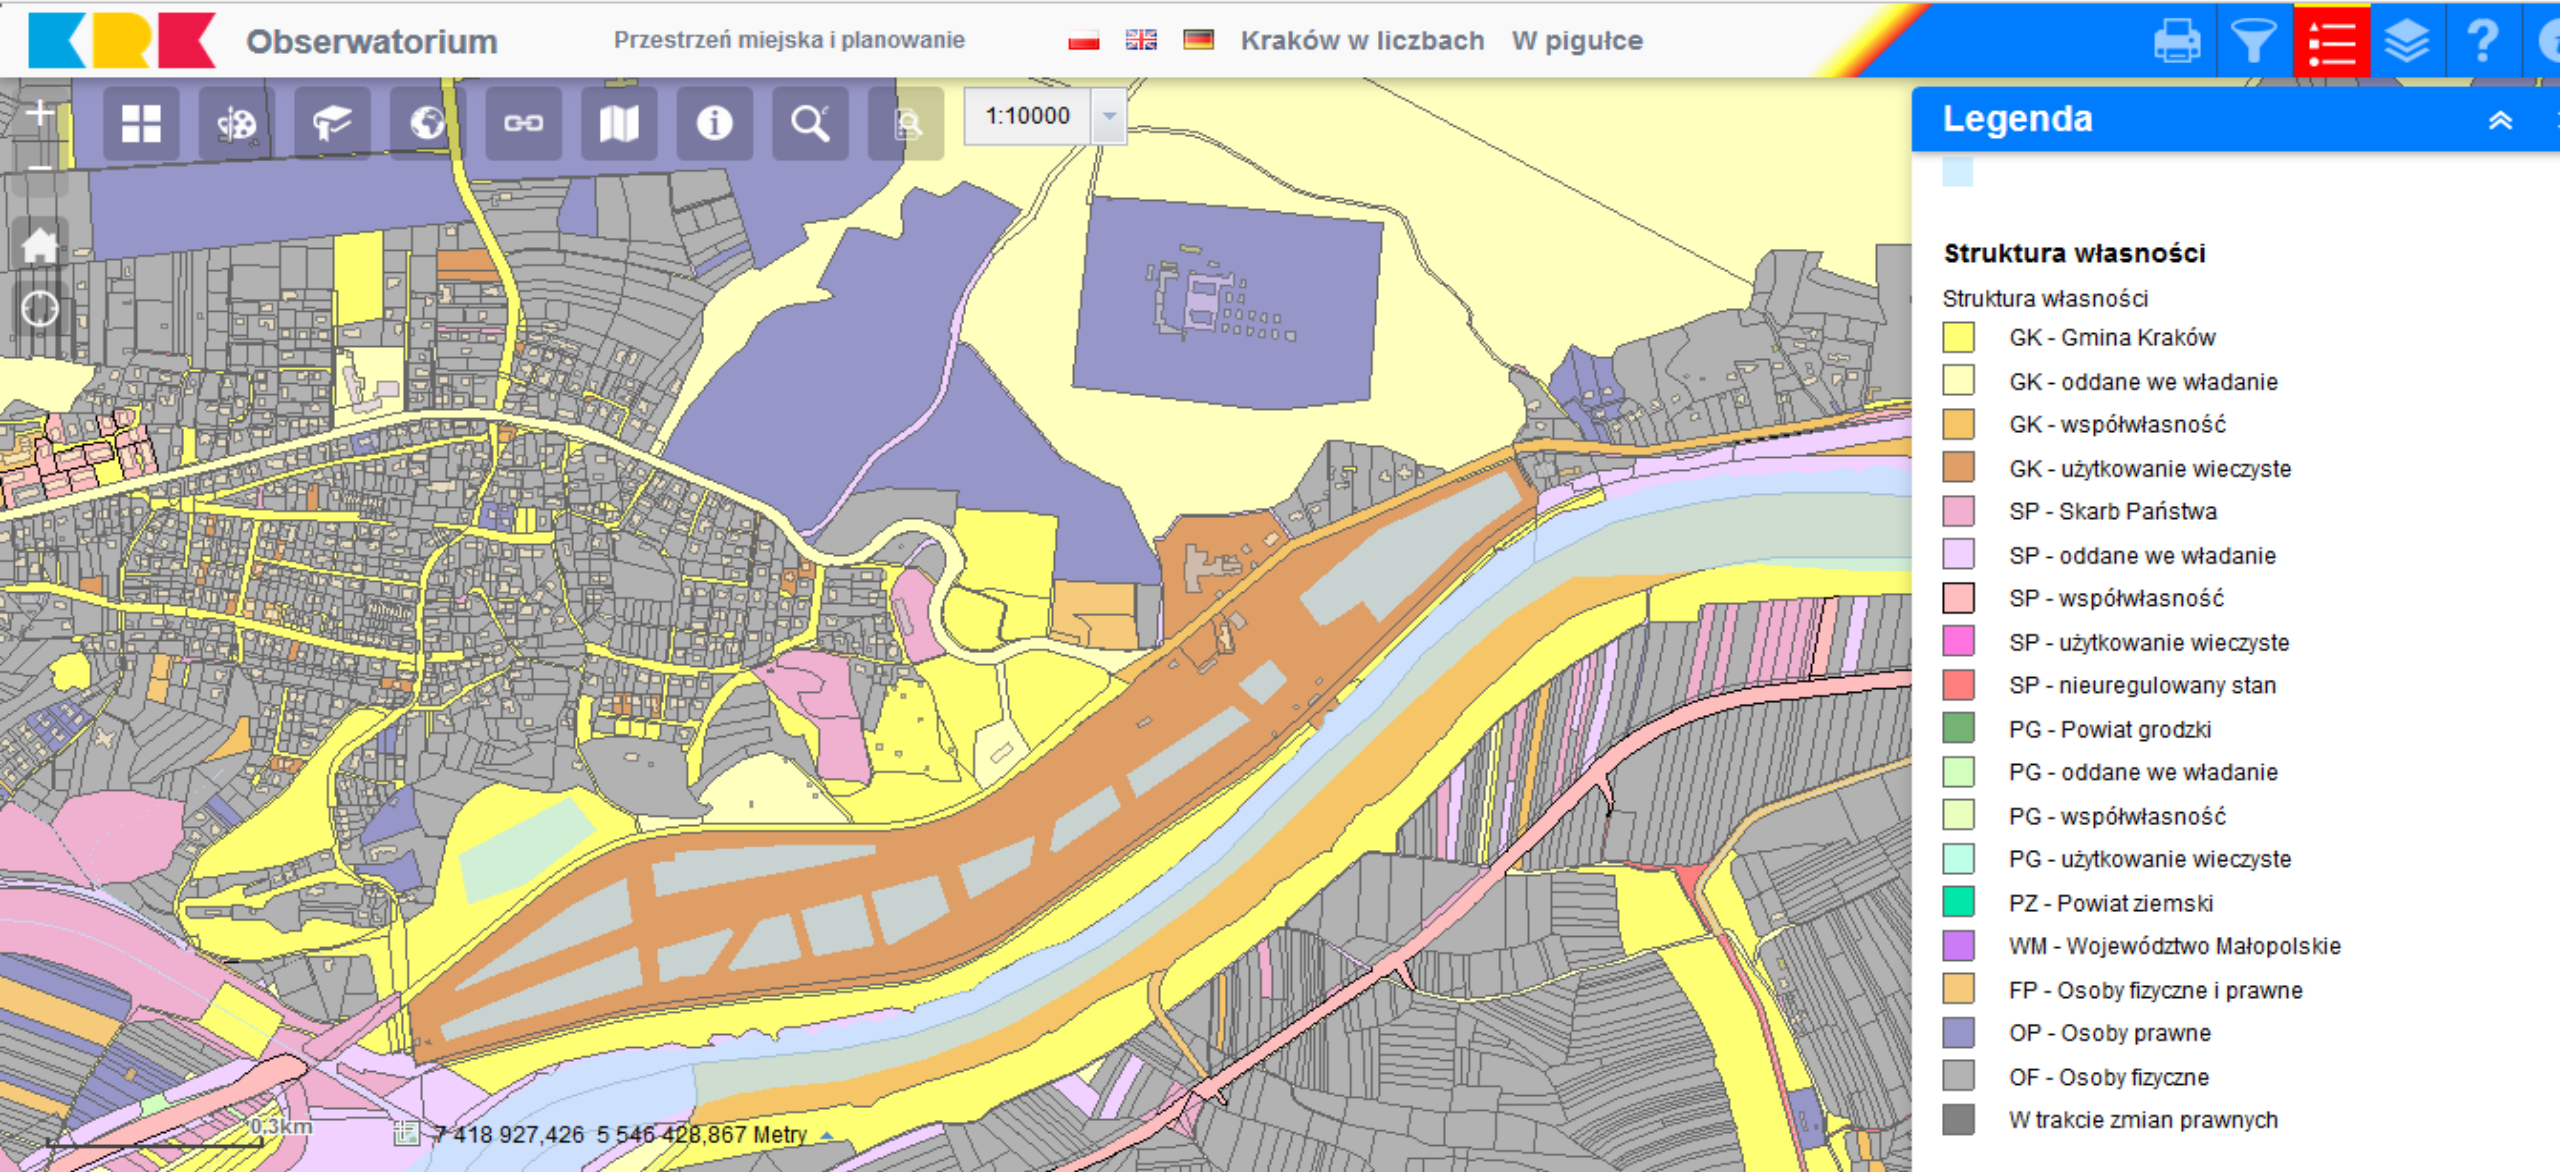 KRK
Obserwatorium
Przestrzeń miejska i planowanie
Kraków w liczbach
W pigułce
?
+
−
1:10000
Legenda
Struktura własności
Struktura własności
GK - Gmina Kraków
GK - oddane we władanie
GK - współwłasność
GK - użytkowanie wieczyste
SP - Skarb Państwa
SP - oddane we władanie
SP - współwłasność
SP - użytkowanie wieczyste
SP - nieuregulowany stan
PG - Powiat grodzki
PG - oddane we władanie
PG - współwłasność
PG - użytkowanie wieczyste
PZ - Powiat ziemski
WM - Województwo Małopolskie
FP - Osoby fizyczne i prawne
OP - Osoby prawne
OF - Osoby fizyczne
W trakcie zmian prawnych
0.3km
7 418 927,426 5 546 428,867 Metry